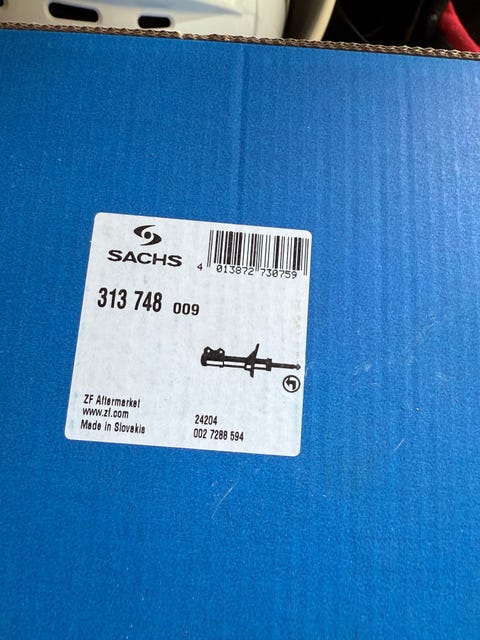 SACHS
4 013872 730759
313 748 009
ZF Aftermarket
www.zf.com
Made in Slovakia
24204
002 7288 594